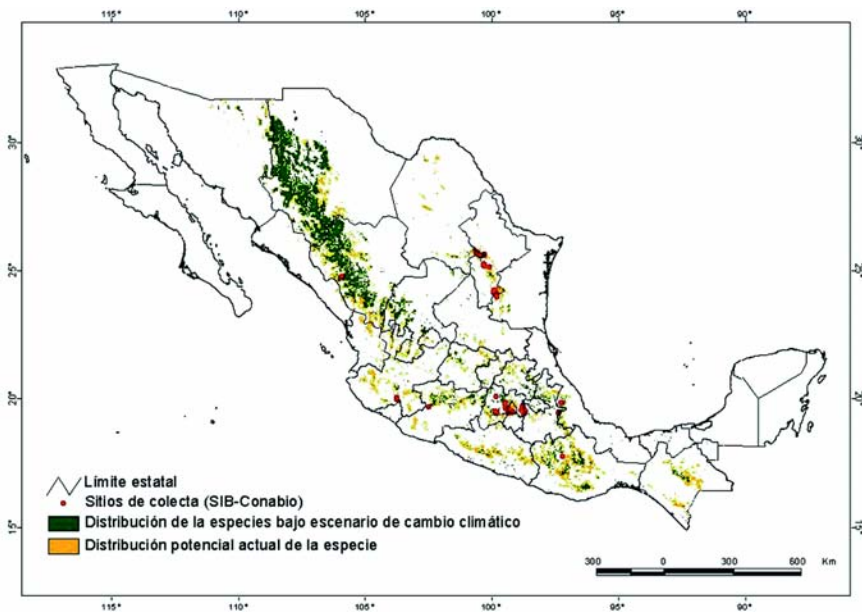 115° 110° 105° 100° 95° 90°
30° 30°
25° 25°
20° 20°
15° 15°
Límite estatal
Sitios de colecta (SIB-Conabio)
Distribución de la especies bajo escenario de cambio climático
Distribución potencial actual de la especie
300 0 300 600 Km
115° 110° 105° 100° 95° 90°